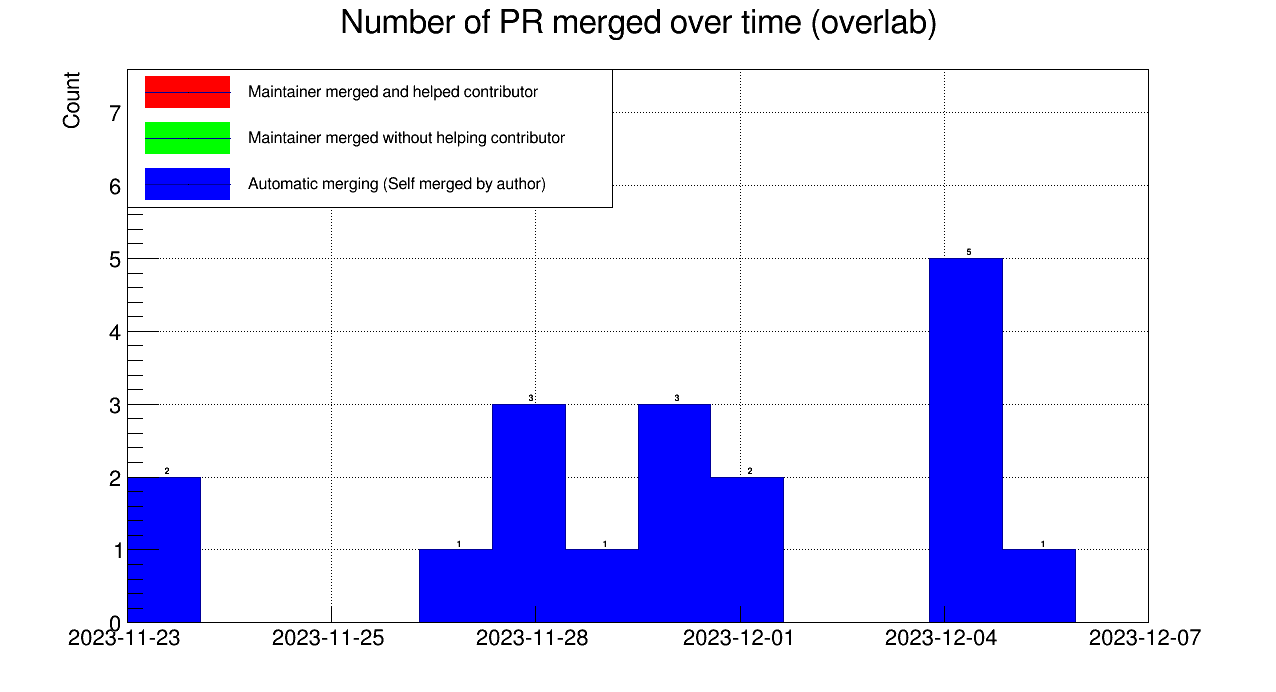 Number of PR merged over time (overlab)
Count
Maintainer merged and helped contributor
Maintainer merged without helping contributor
Automatic merging (Self merged by author)
7
6
5
4
3
2
1
0
2
1
3
1
3
2
5
1
2023-11-23 2023-11-25 2023-11-28 2023-12-01 2023-12-04 2023-12-07